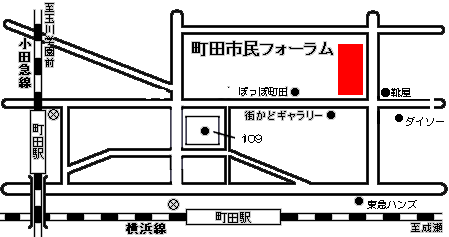 至玉川学園前
小田急線
町田市民フォーラム
ぽっぽ町田
靴屋
街かどギャラリー
ダイソー
町田駅
109
東急ハンズ
横浜線
町田駅
至成瀬